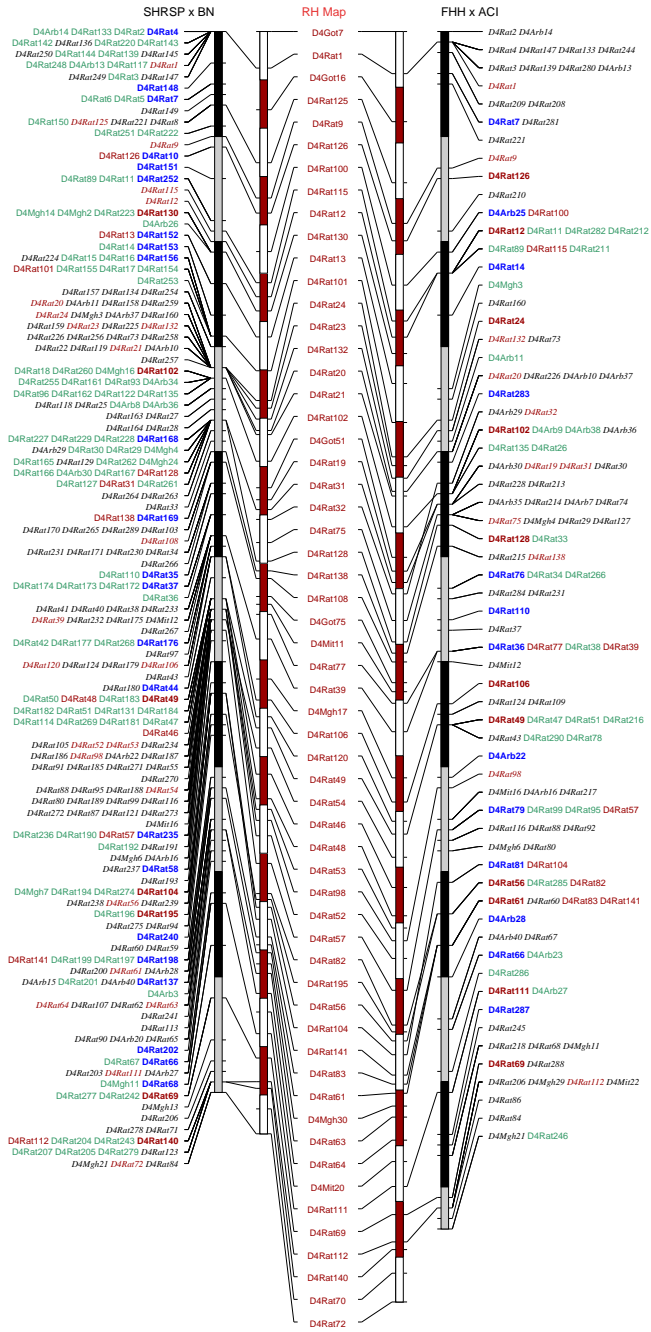 SHRSP x BN
RH Map
FHH x ACI
D4Arb14 D4Rat133 D4Rat2 D4Rat4
D4Rat142 D4Rat136 D4Rat220 D4Rat143
D4Rat250 D4Rat144 D4Rat139 D4Rat145
D4Rat248 D4Arb13 D4Rat117 D4Rat1
D4Rat249 D4Rat3 D4Rat147
D4Rat148
D4Rat6 D4Rat5 D4Rat7
D4Rat149
D4Rat150 D4Rat125 D4Rat221 D4Rat8
D4Rat251 D4Rat222
D4Rat9
D4Rat126 D4Rat10
D4Rat151
D4Rat89 D4Rat11 D4Rat252
D4Rat115
D4Rat12
D4Mgh14 D4Mgh2 D4Rat223 D4Rat130
D4Arb26
D4Rat13 D4Rat152
D4Rat14 D4Rat153
D4Rat224 D4Rat15 D4Rat16 D4Rat156
D4Rat101 D4Rat155 D4Rat17 D4Rat154
D4Rat253
D4Rat157 D4Rat134 D4Rat254
D4Rat20 D4Arb11 D4Rat158 D4Rat259
D4Rat24 D4Mgh3 D4Arb37 D4Rat160
D4Rat159 D4Rat23 D4Rat225 D4Rat132
D4Rat226 D4Rat256 D4Rat73 D4Rat258
D4Rat22 D4Rat119 D4Rat21 D4Arb10
D4Rat257
D4Rat18 D4Rat260 D4Mgh16 D4Rat102
D4Rat255 D4Rat161 D4Rat93 D4Arb34
D4Rat96 D4Rat162 D4Rat122 D4Rat135
D4Rat118 D4Rat25 D4Arb8 D4Arb36
D4Rat163 D4Rat27
D4Rat164 D4Rat28
D4Rat227 D4Rat229 D4Rat228 D4Rat168
D4Arb29 D4Rat30 D4Rat29 D4Mgh4
D4Rat165 D4Rat129 D4Rat262 D4Mgh24
D4Rat166 D4Arb30 D4Rat167 D4Rat128
D4Rat127 D4Rat31 D4Rat261
D4Rat264 D4Rat263
D4Rat33
D4Rat138 D4Rat169
D4Rat170 D4Rat265 D4Rat289 D4Rat103
D4Rat108
D4Rat231 D4Rat171 D4Rat230 D4Rat34
D4Rat266
D4Rat110 D4Rat35
D4Rat174 D4Rat173 D4Rat172 D4Rat37
D4Rat36
D4Rat41 D4Rat40 D4Rat38 D4Rat233
D4Rat39 D4Rat232 D4Rat175 D4Mit12
D4Rat267
D4Rat42 D4Rat177 D4Rat268 D4Rat176
D4Rat97
D4Rat120 D4Rat124 D4Rat179 D4Rat106
D4Rat43
D4Rat180 D4Rat44
D4Rat50 D4Rat48 D4Rat183 D4Rat49
D4Rat182 D4Rat51 D4Rat131 D4Rat184
D4Rat114 D4Rat269 D4Rat181 D4Rat47
D4Rat46
D4Rat105 D4Rat52 D4Rat53 D4Rat234
D4Rat186 D4Rat98 D4Arb22 D4Rat187
D4Rat91 D4Rat185 D4Rat271 D4Rat55
D4Rat270
D4Rat88 D4Rat95 D4Rat188 D4Rat54
D4Rat80 D4Rat189 D4Rat99 D4Rat116
D4Rat272 D4Rat87 D4Rat121 D4Rat273
D4Mit16
D4Rat236 D4Rat190 D4Rat57 D4Rat235
D4Rat192 D4Rat191
D4Mgh6 D4Arb16
D4Rat237 D4Rat58
D4Rat193
D4Mgh7 D4Rat194 D4Rat274 D4Rat104
D4Rat238 D4Rat56 D4Rat239
D4Rat196 D4Rat195
D4Rat275 D4Rat94
D4Rat240
D4Rat60 D4Rat59
D4Rat141 D4Rat199 D4Rat197 D4Rat198
D4Rat200 D4Rat61 D4Arb28
D4Arb15 D4Rat201 D4Arb40 D4Rat137
D4Arb3
D4Rat64 D4Rat107 D4Rat62 D4Rat63
D4Rat241
D4Rat113
D4Rat90 D4Arb20 D4Rat65
D4Rat202
D4Rat67 D4Rat66
D4Rat203 D4Rat111 D4Arb27
D4Mgh11 D4Rat68
D4Rat277 D4Rat242 D4Rat69
D4Mgh13
D4Rat206
D4Rat278 D4Rat71
D4Rat112 D4Rat204 D4Rat243 D4Rat140
D4Rat207 D4Rat205 D4Rat279 D4Rat123
D4Mgh21 D4Rat72 D4Rat84
D4Got7
D4Rat1
D4Got16
D4Rat125
D4Rat9
D4Rat126
D4Rat100
D4Rat115
D4Rat12
D4Rat130
D4Rat13
D4Rat101
D4Rat24
D4Rat23
D4Rat132
D4Rat20
D4Rat21
D4Rat102
D4Got51
D4Rat19
D4Rat31
D4Rat32
D4Rat75
D4Rat128
D4Rat138
D4Rat108
D4Got75
D4Mit11
D4Rat77
D4Rat39
D4Mgh17
D4Rat106
D4Rat120
D4Rat49
D4Rat54
D4Rat46
D4Rat48
D4Rat53
D4Rat98
D4Rat52
D4Rat57
D4Rat82
D4Rat195
D4Rat56
D4Rat104
D4Rat141
D4Rat83
D4Rat61
D4Mgh30
D4Rat63
D4Rat64
D4Mit20
D4Rat111
D4Rat69
D4Rat112
D4Rat140
D4Rat70
D4Rat72
D4Rat2 D4Arb14
D4Rat4 D4Rat147 D4Rat133 D4Rat244
D4Rat3 D4Rat139 D4Rat280 D4Arb13
D4Rat1
D4Rat209 D4Rat208
D4Rat7 D4Rat281
D4Rat221
D4Rat9
D4Rat126
D4Rat210
D4Arb25 D4Rat100
D4Rat12 D4Rat11 D4Rat282 D4Rat212
D4Rat89 D4Rat115 D4Rat211
D4Rat14
D4Mgh3
D4Rat160
D4Rat24
D4Rat132 D4Rat73
D4Arb11
D4Rat20 D4Rat226 D4Arb10 D4Arb37
D4Rat283
D4Arb29 D4Rat32
D4Rat102 D4Arb9 D4Arb38 D4Arb36
D4Rat135 D4Rat26
D4Arb30 D4Rat19 D4Rat31 D4Rat30
D4Rat228 D4Rat213
D4Arb35 D4Rat214 D4Arb7 D4Rat74
D4Rat75 D4Mgh4 D4Rat29 D4Rat127
D4Rat128 D4Rat33
D4Rat215 D4Rat138
D4Rat76 D4Rat34 D4Rat266
D4Rat284 D4Rat231
D4Rat110
D4Rat37
D4Rat36 D4Rat77 D4Rat38 D4Rat39
D4Mit12
D4Rat106
D4Rat124 D4Rat109
D4Rat49 D4Rat47 D4Rat51 D4Rat216
D4Rat43 D4Rat290 D4Rat78
D4Arb22
D4Rat98
D4Mit16 D4Arb16 D4Rat217
D4Rat79 D4Rat99 D4Rat95 D4Rat57
D4Rat116 D4Rat88 D4Rat92
D4Mgh6 D4Rat80
D4Rat81 D4Rat104
D4Rat56 D4Rat285 D4Rat82
D4Rat61 D4Rat60 D4Rat83 D4Rat141
D4Arb28
D4Arb40 D4Rat67
D4Rat66 D4Arb23
D4Rat286
D4Rat111 D4Arb27
D4Rat287
D4Rat245
D4Rat218 D4Rat68 D4Mgh11
D4Rat69 D4Rat288
D4Rat206 D4Mgh29 D4Rat112 D4Mit22
D4Rat86
D4Rat84
D4Mgh21 D4Rat246